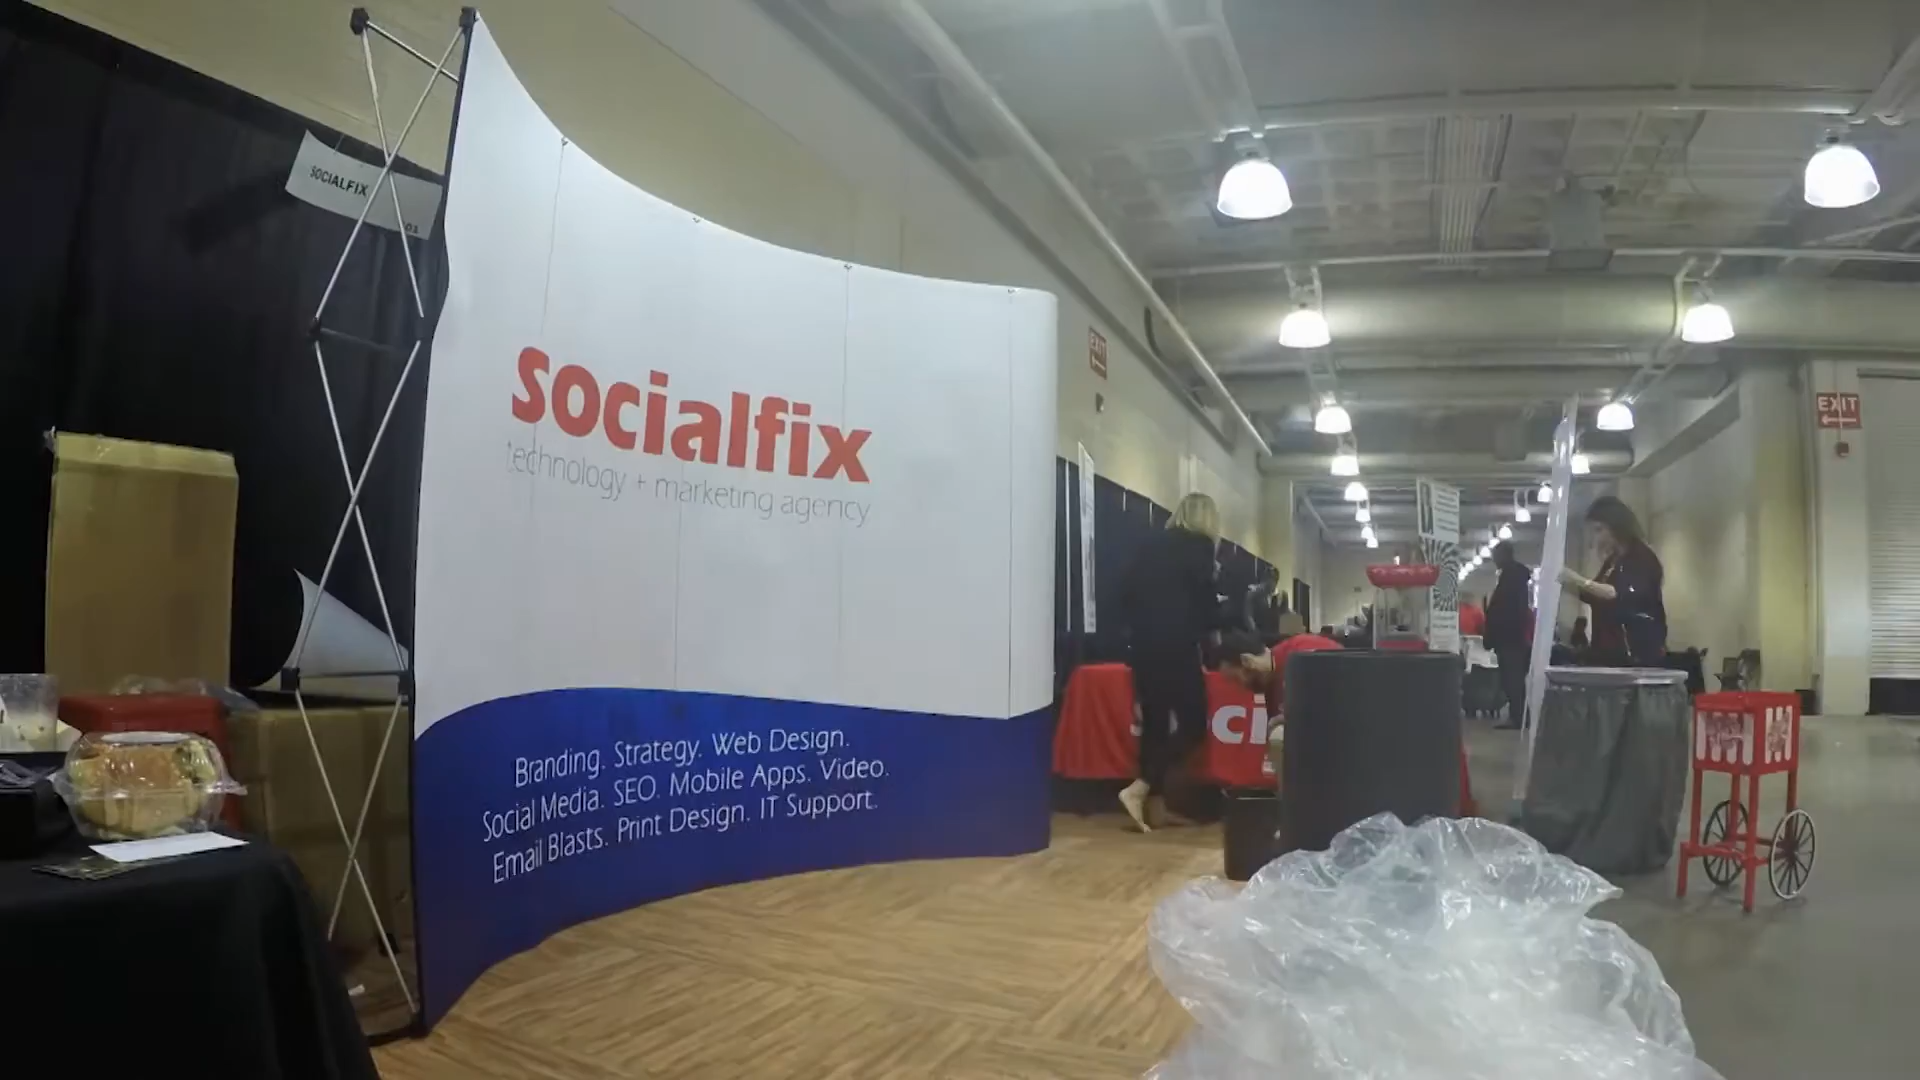 SOCIALFIX
socialfix
technology + marketing agency
Branding. Strategy. Web Design.
Social Media. SEO. Mobile Apps. Video.
Email Blasts. Print Design. IT Support.
EXIT
EXIT
ci